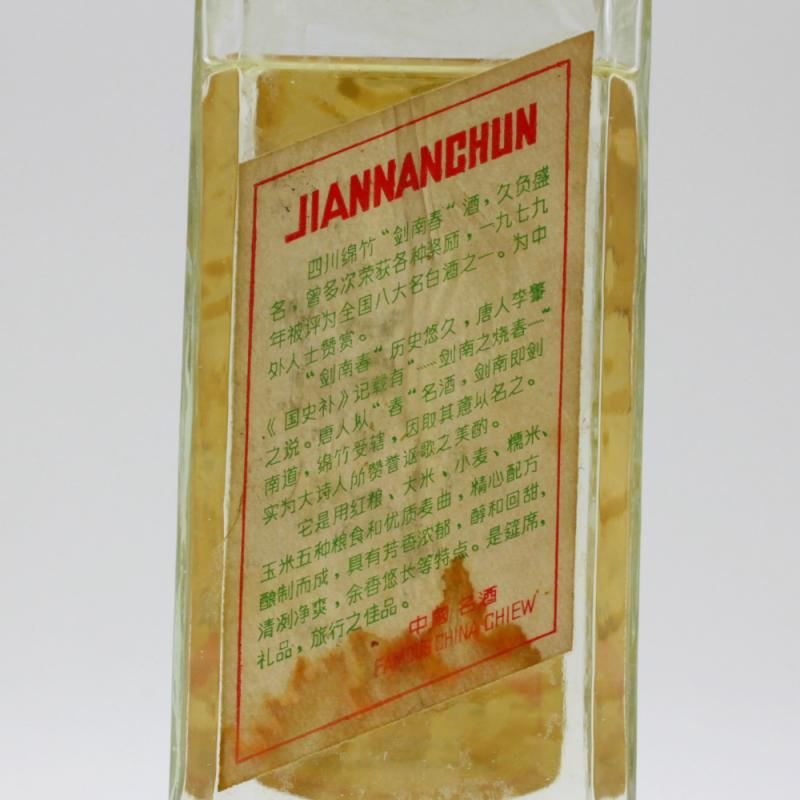 JIANNANCHUN
四川绵竹“剑南春”酒，久负盛
名，曾多次荣获各种奖励，一九七九
年被评为全国八大名白酒之一。为中
外人士赞赏。
“剑南春”历史悠久，唐人李肇
《国史补》记载有“……剑南之烧春……”
之说。唐人以“春”名酒，剑南即剑
南道，绵竹受辖，因取其意以名之。
实为大诗人所赞誉讴歌之美酌。
它是用红粮、大米、小麦、糯米、
玉米五种粮食和优质麦曲，精心配方
酿制而成，具有芳香浓郁，醇和回甜，
清洌净爽，余香悠长等特点。是筵席，
礼品，旅行之佳品。
中国名酒
FAMOUS CHINA CHIEW